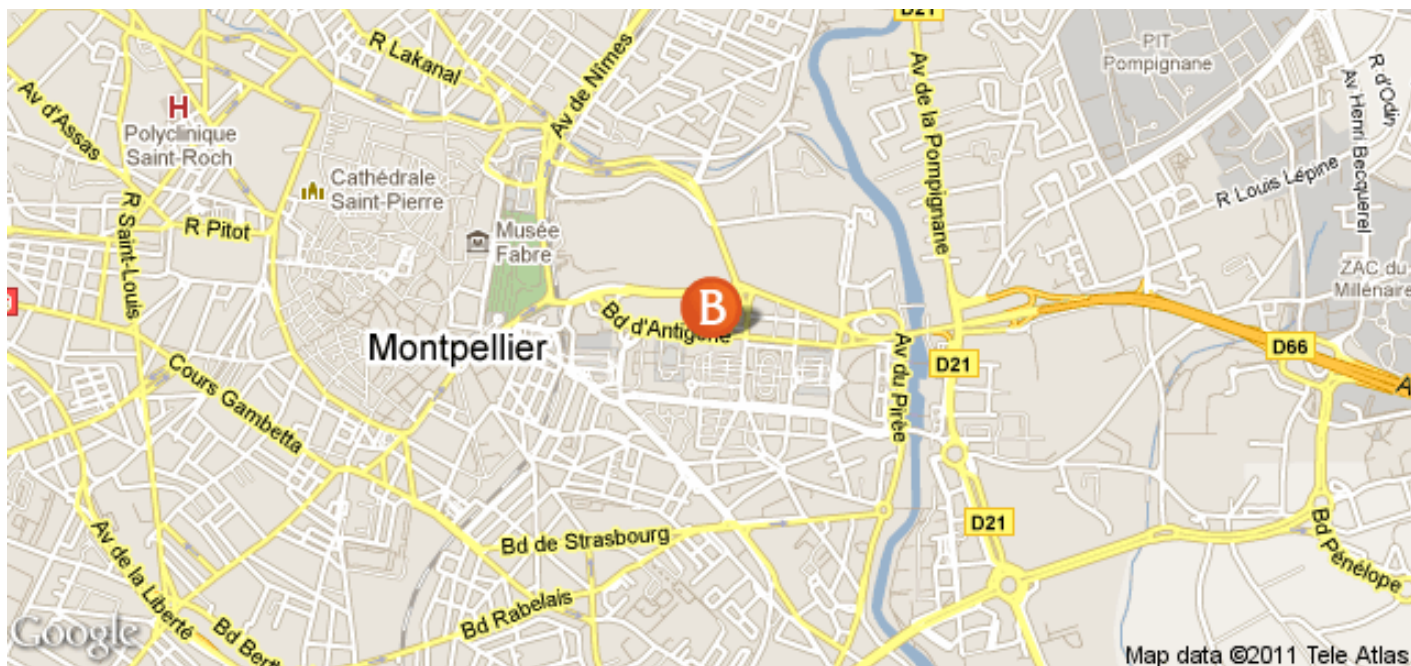 D21
R Lakanal
Av de Nîmes
Av d'Assas
H
Polyclinique
Saint-Roch
Cathédrale
Saint-Pierre
R Saint-Louis
R Pitot
Musée
Fabre
M
Av de la Pompignane
PIT
Pompignane
R d'Odin
Av Henri Becquerel
R Louis Lépine
ZAC du
Millénaire
B
Bd d'Antigone
Montpellier
Av du Pirée
D21
D66
A
Cours Gambetta
Bd de Strasbourg
D21
Bd Pénélope
Av de la Liberté
Bd Rabelais
Bd Bert
Google
Map data ©2011 Tele Atlas